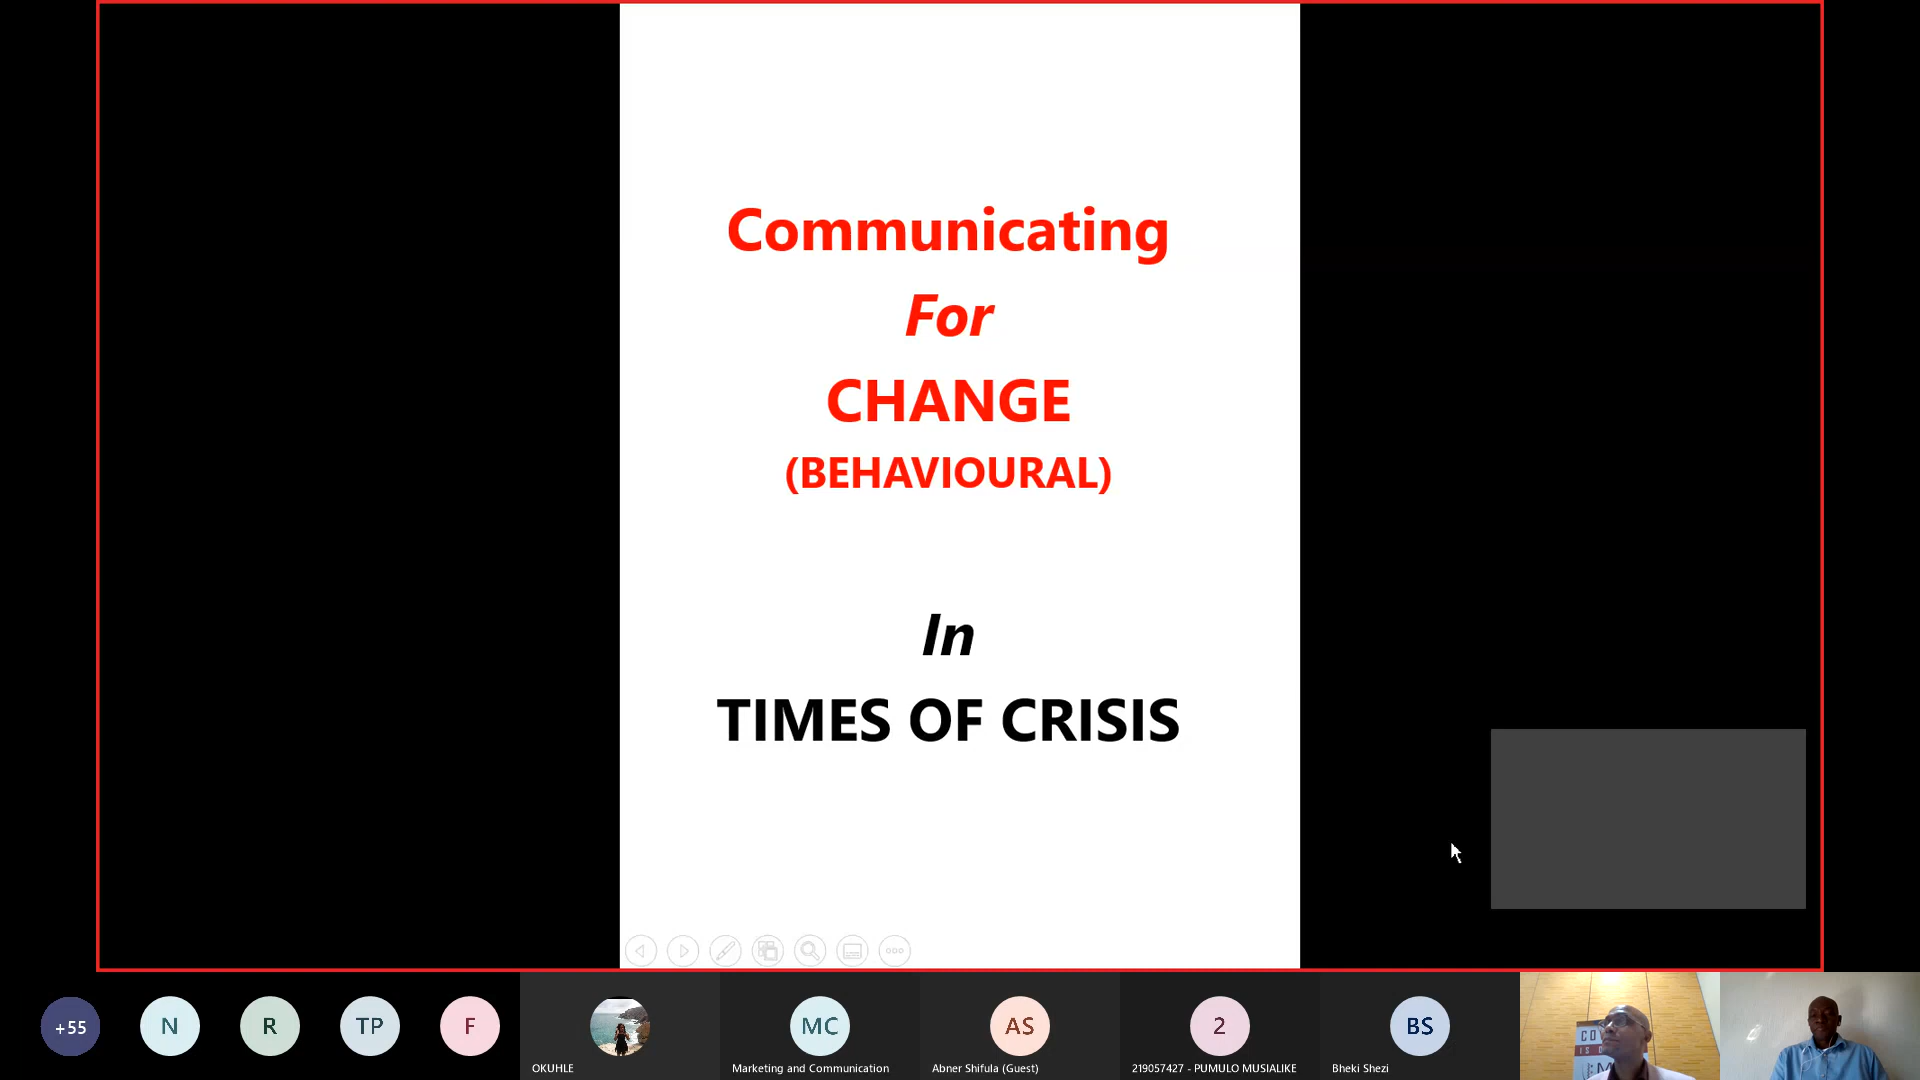 Communicating
For
CHANGE
(BEHAVIOURAL)
In
TIMES OF CRISIS
+55
N
R
TP
F
OKUHLE
MC
Marketing and Communication
AS
Abner Shifula (Guest)
2
219057427 - PUMULO MUSIALIKE
BS
Bheki Shezi